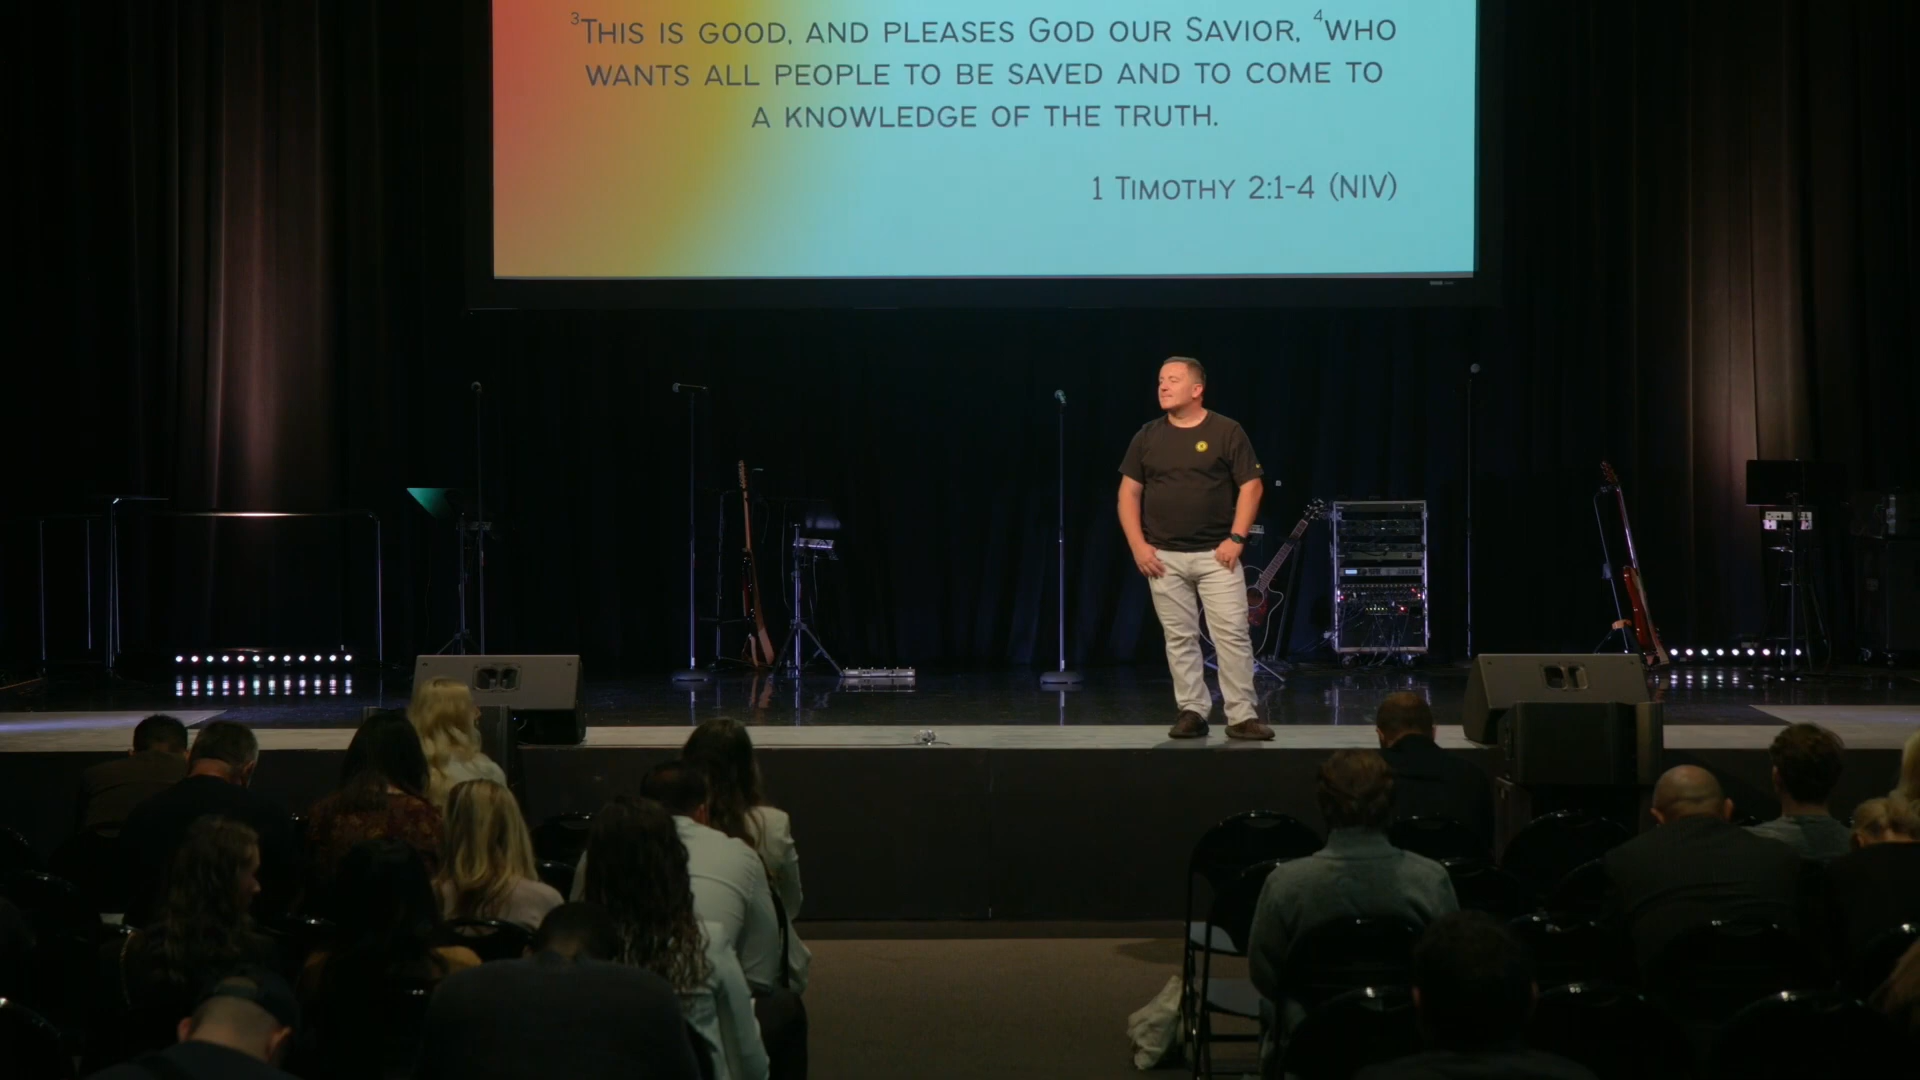 ³This is good, and pleases God our Savior, ⁴who
wants all people to be saved and to come to
a knowledge of the truth.
1 Timothy 2:1-4 (NIV)